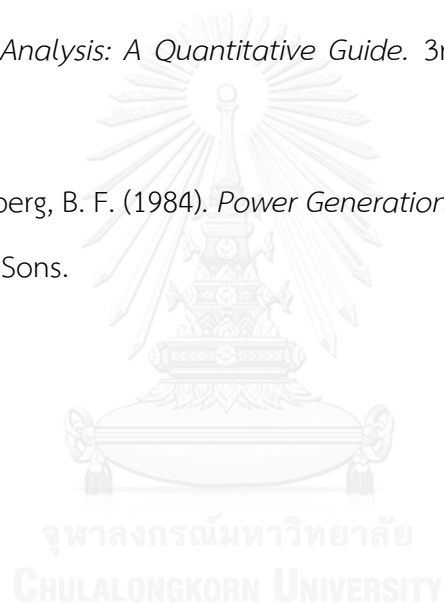 Analysis: A Quantitative Guide. 3r
berg, B. F. (1984). Power Generation
Sons.
จุฬาลงกรณ์มหาวิทยาลัย
CHULALONGKORN UNIVERSITY